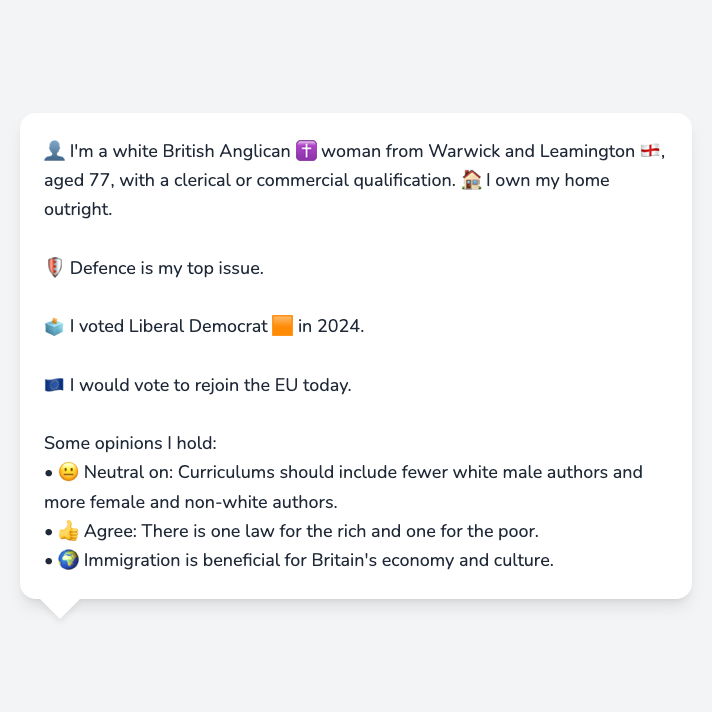 👤 I'm a white British Anglican ✝️ woman from Warwick and Leamington 🏴󠁧󠁢󠁥󠁮󠁧󠁿,
aged 77, with a clerical or commercial qualification. 🏠 I own my home
outright.
🛡️ Defence is my top issue.
🗳️ I voted Liberal Democrat 🟧 in 2024.
🇪🇺 I would vote to rejoin the EU today.
Some opinions I hold:
• 😐 Neutral on: Curriculums should include fewer white male authors and
more female and non-white authors.
• 👍 Agree: There is one law for the rich and one for the poor.
• 🌍 Immigration is beneficial for Britain's economy and culture.